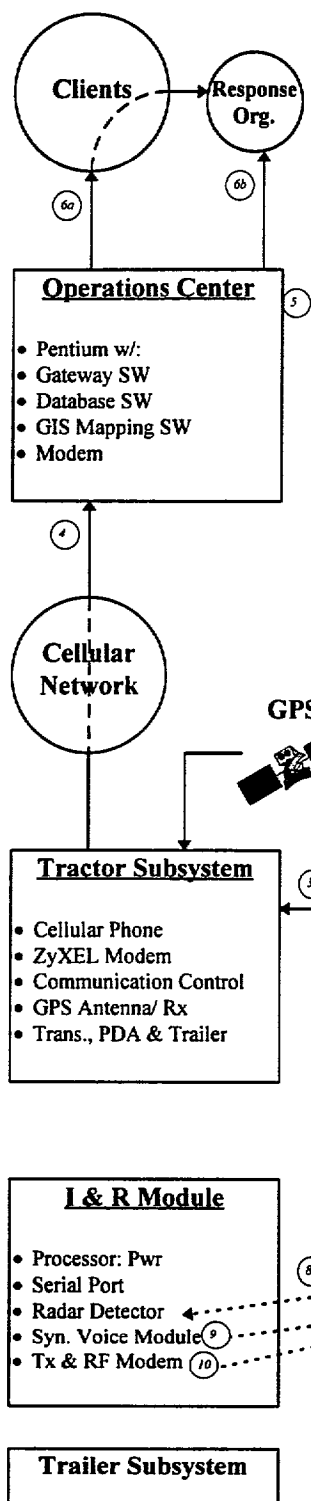 Clients
Response
Org.
6a
6b
Operations Center
5
• Pentium w/:
• Gateway SW
• Database SW
• GIS Mapping SW
• Modem
4
Cellular
Network
GPS
Tractor Subsystem
• Cellular Phone
• ZyXEL Modem
• Communication Control
• GPS Antenna/ Rx
• Trans., PDA & Trailer
I & R Module
• Processor: Pwr
• Serial Port
8
• Radar Detector
• Syn. Voice Module 9
• Tx & RF Modem 10
Trailer Subsystem